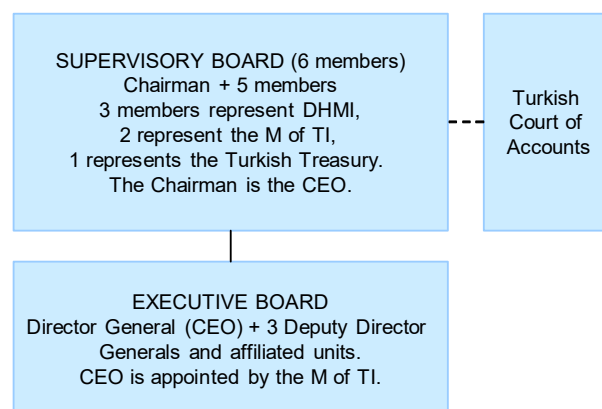 SUPERVISORY BOARD (6 members)
Chairman + 5 members
3 members represent DHMI,
2 represent the M of TI,
1 represents the Turkish Treasury.
The Chairman is the CEO.
Turkish
Court of
Accounts
EXECUTIVE BOARD
Director General (CEO) + 3 Deputy Director
Generals and affiliated units.
CEO is appointed by the M of TI.